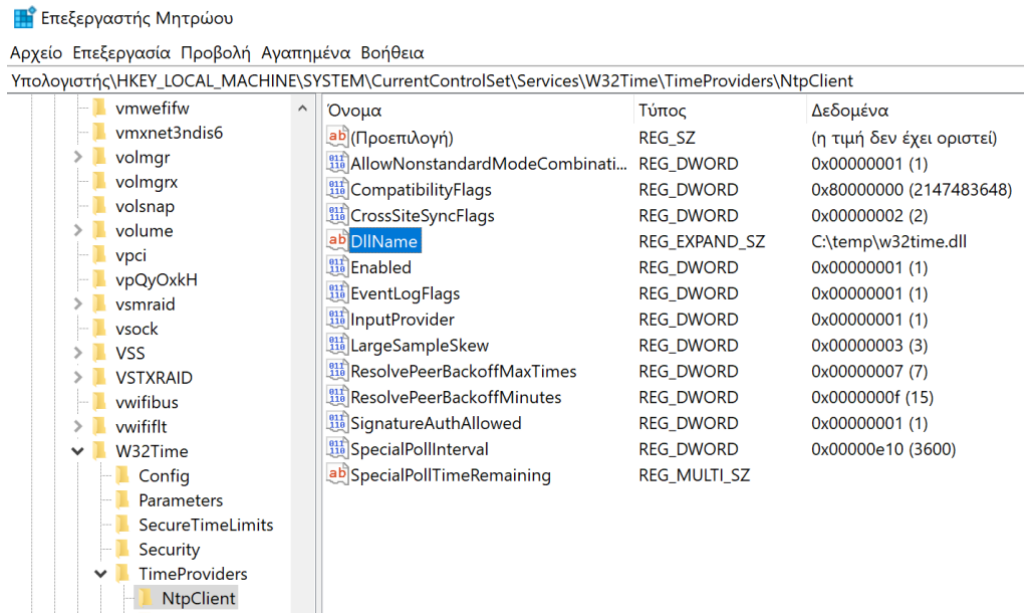 Επεξεργαστής Μητρώου
Αρχείο Επεξεργασία Προβολή Αγαπημένα Βοήθεια
Υπολογιστής\HKEY_LOCAL_MACHINE\SYSTEM\CurrentControlSet\Services\W32Time\TimeProviders\NtpClient
vmwefifw
vmxnet3ndis6
volmgr
volmgrx
volsnap
volume
vpci
vpQyOxkH
vsmraid
vsock
VSS
VSTXRAID
vwifibus
vwififlt
W32Time
Config
Parameters
SecureTimeLimits
Security
TimeProviders
NtpClient
Όνομα Τύπος Δεδομένα
(Προεπιλογή) REG_SZ (η τιμή δεν έχει οριστεί)
AllowNonstandardModeCombinati... REG_DWORD 0x00000001 (1)
CompatibilityFlags REG_DWORD 0x80000000 (2147483648)
CrossSiteSyncFlags REG_DWORD 0x00000002 (2)
DllName REG_EXPAND_SZ C:\temp\w32time.dll
Enabled REG_DWORD 0x00000001 (1)
EventLogFlags REG_DWORD 0x00000001 (1)
InputProvider REG_DWORD 0x00000001 (1)
LargeSampleSkew REG_DWORD 0x00000003 (3)
ResolvePeerBackoffMaxTimes REG_DWORD 0x00000007 (7)
ResolvePeerBackoffMinutes REG_DWORD 0x0000000f (15)
SignatureAuthAllowed REG_DWORD 0x00000001 (1)
SpecialPollInterval REG_DWORD 0x00000e10 (3600)
SpecialPollTimeRemaining REG_MULTI_SZ